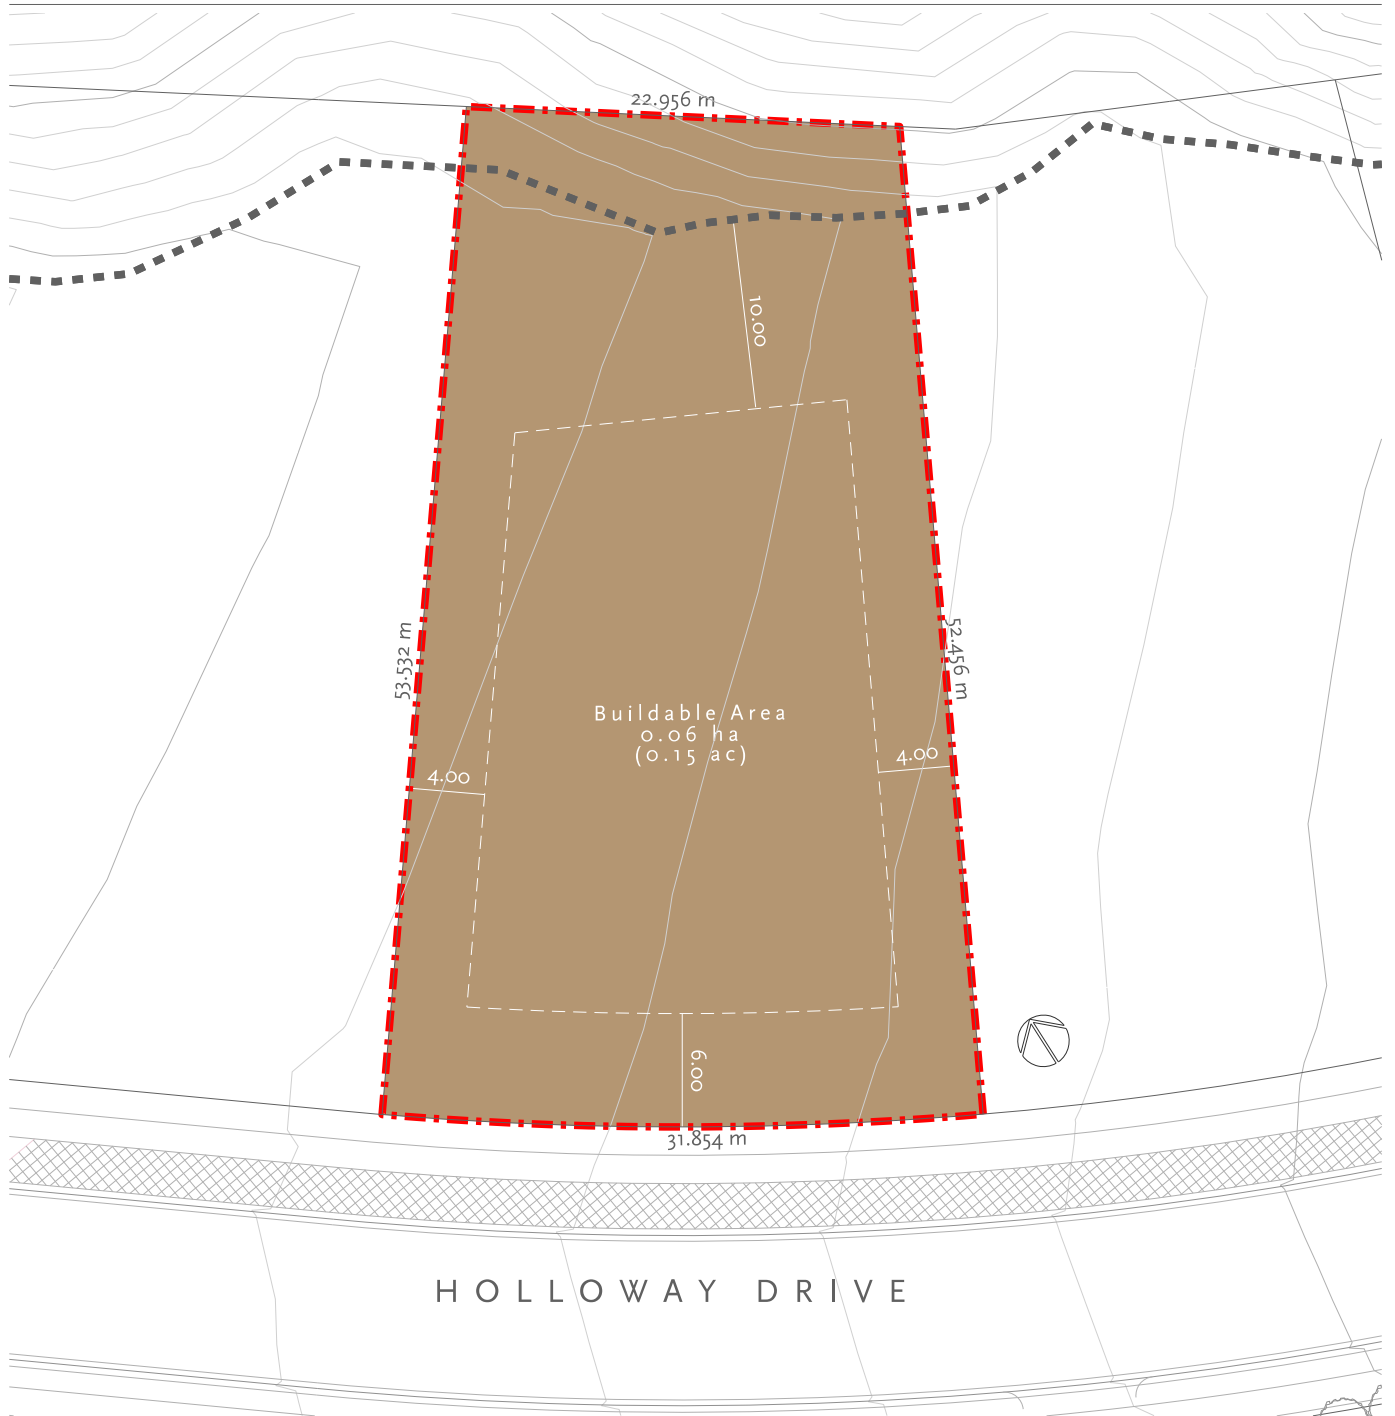 22.956 m
10.00
53.532 m
52.456 m
Buildable Area
0.06 ha
(0.15 ac)
4.00
4.00
6.00
31.854 m
HOLLOWAY DRIVE